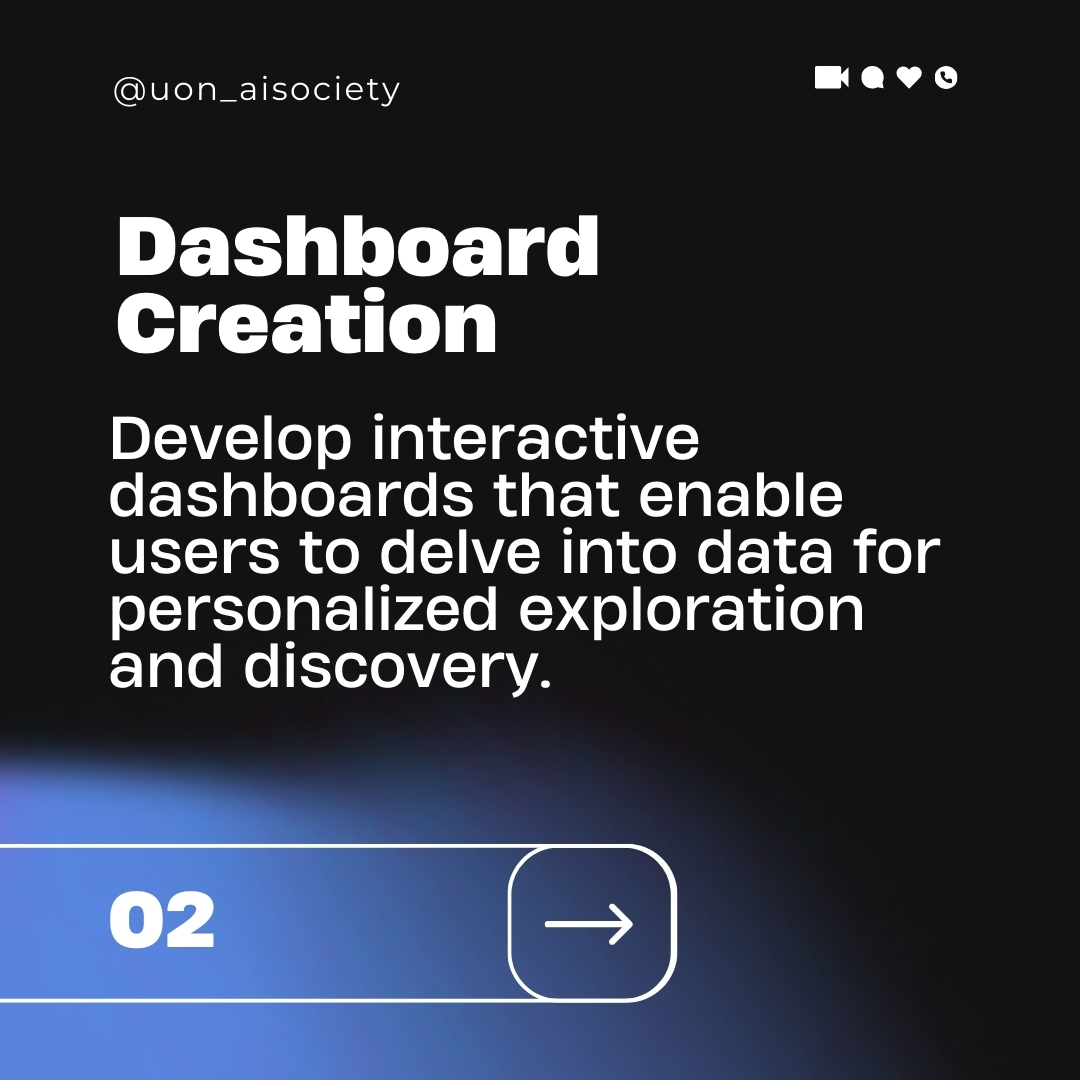 @uon_aisociety
Dashboard
Creation
Develop interactive
dashboards that enable
users to delve into data for
personalized exploration
and discovery.
02